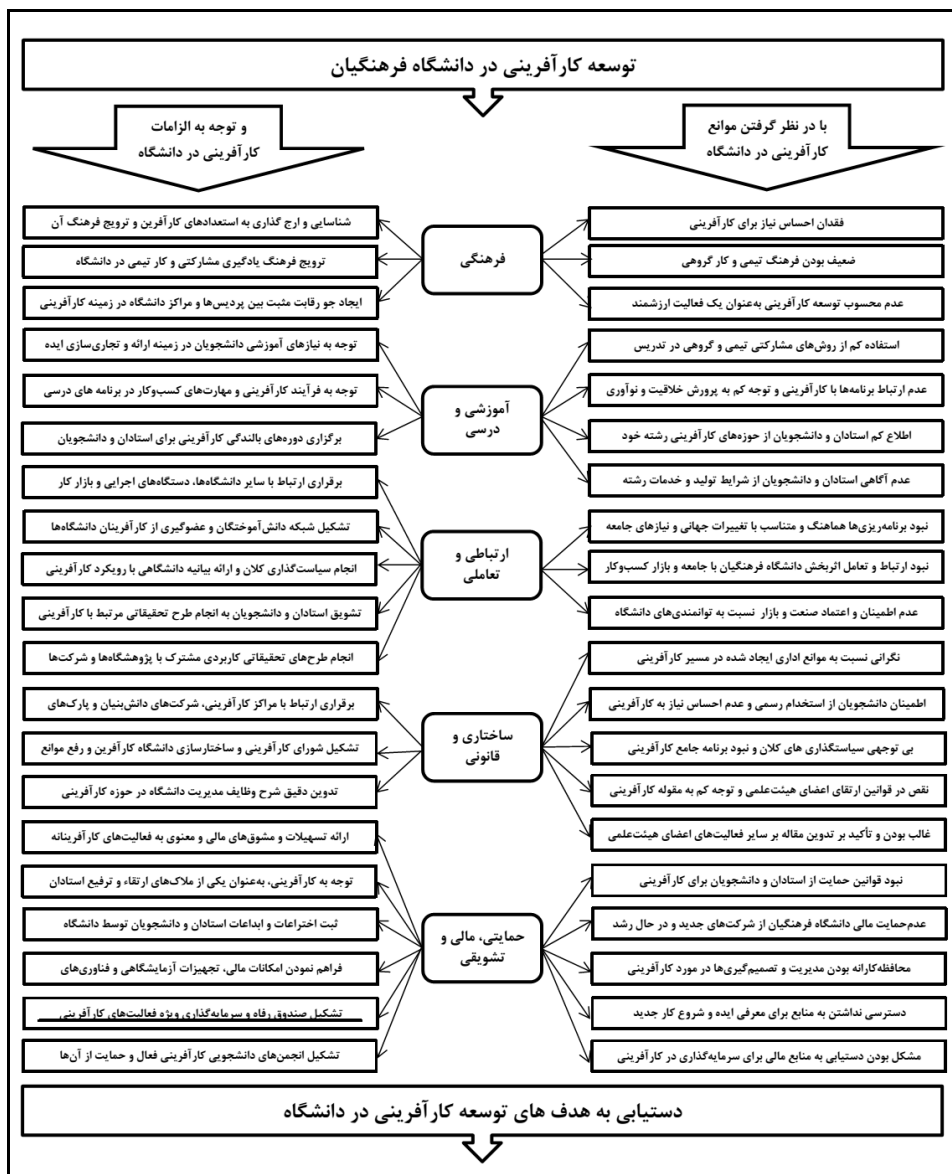 توسعه کارآفرینی در دانشگاه فرهنگیان
با در نظر گرفتن موانع
کارآفرینی در دانشگاه
و توجه به الزامات
کارآفرینی در دانشگاه
فرهنگی
فقدان احساس نیاز برای کارآفرینی
ضعیف بودن فرهنگ تیمی و کار گروهی
عدم محسوب توسعه کارآفرینی به‌عنوان یک فعالیت ارزشمند
شناسایی و ارج گذاری به استعدادهای کارآفرین و ترویج فرهنگ آن
ترویج فرهنگ یادگیری مشارکتی و کار تیمی در دانشگاه
ایجاد جو رقابت مثبت بین پردیس‌ها و مراکز دانشگاه در زمینه کارآفرینی
آموزشی و
درسی
استفاده کم از روش‌های مشارکتی تیمی و گروهی در تدریس
عدم ارتباط برنامه‌ها با کارآفرینی و توجه کم به پرورش خلاقیت و نوآوری
اطلاع کم استادان و دانشجویان از حوزه‌های کارآفرینی رشته خود
عدم آگاهی استادان و دانشجویان از شرایط تولید و خدمات رشته
توجه به نیازهای آموزشی دانشجویان در زمینه ارائه و تجاری‌سازی ایده
توجه به فرآیند کارآفرینی و مهارت‌های کسب‌وکار در برنامه های درسی
برگزاری دوره‌های بالندگی کارآفرینی برای استادان و دانشجویان
ارتباطی و
تعاملی
نبود برنامه‌ریزی‌ها هماهنگ و متناسب با تغییرات جهانی و نیازهای جامعه
نبود ارتباط و تعامل اثربخش دانشگاه فرهنگیان با جامعه و بازار کسب‌وکار
عدم اطمینان و اعتماد صنعت و بازار نسبت به توانمندی‌های دانشگاه
برقراری ارتباط با سایر دانشگاه‌ها، دستگاه‌های اجرایی و بازار کار
تشکیل شبکه دانش‌آموختگان و عضوگیری از کارآفرینان دانشگاه‌ها
انجام سیاست‌گذاری کلان و ارائه بیانیه دانشگاهی با رویکرد کارآفرینی
تشویق استادان و دانشجویان به انجام طرح تحقیقاتی مرتبط با کارآفرینی
انجام طرح‌های تحقیقاتی کاربردی مشترک با پژوهشگاه‌ها و شرکت‌ها
ساختاری و
قانونی
نگرانی نسبت به موانع اداری ایجاد شده در مسیر کارآفرینی
اطمینان دانشجویان از استخدام رسمی و عدم احساس نیاز به کارآفرینی
بی توجهی سیاستگذاری های کلان و نبود برنامه جامع کارآفرینی
نقص در قوانین ارتقای اعضای هیئت‌علمی و توجه کم به مقوله کارآفرینی
غالب بودن و تأکید بر تدوین مقاله بر سایر فعالیت‌های اعضای هیئت‌علمی
برقراری ارتباط با مراکز کارآفرینی، شرکت‌های دانش‌بنیان و پارک‌های
تشکیل شورای کارآفرینی و ساختارسازی دانشگاه کارآفرین و رفع موانع
تدوین دقیق شرح وظایف مدیریت دانشگاه در حوزه کارآفرینی
حمایتی، مالی و
تشویقی
نبود قوانین حمایت از استادان و دانشجویان برای کارآفرینی
عدم‌حمایت مالی دانشگاه فرهنگیان از شرکت‌های جدید و در حال رشد
محافظه‌کارانه بودن مدیریت و تصمیم‌گیری‌ها در مورد کارآفرینی
دسترسی نداشتن به منابع برای معرفی ایده و شروع کار جدید
مشکل بودن دستیابی به منابع مالی برای سرمایه‌گذاری در کارآفرینی
ارائه تسهیلات و مشوق‌های مالی و معنوی به فعالیت‌های کارآفرینانه
توجه به کارآفرینی، به‌عنوان یکی از ملاک‌های ارتقاء و ترفیع استادان
ثبت اختراعات و ابداعات استادان و دانشجویان توسط دانشگاه
فراهم نمودن امکانات مالی، تجهیزات آزمایشگاهی و فناوری‌های
تشکیل صندوق رفاه و سرمایه‌گذاری ویژه فعالیت‌های کارآفرینی
تشکیل انجمن‌های دانشجویی کارآفرینی فعال و حمایت از آن‌ها
دستیابی به هدف های توسعه کارآفرینی در دانشگاه